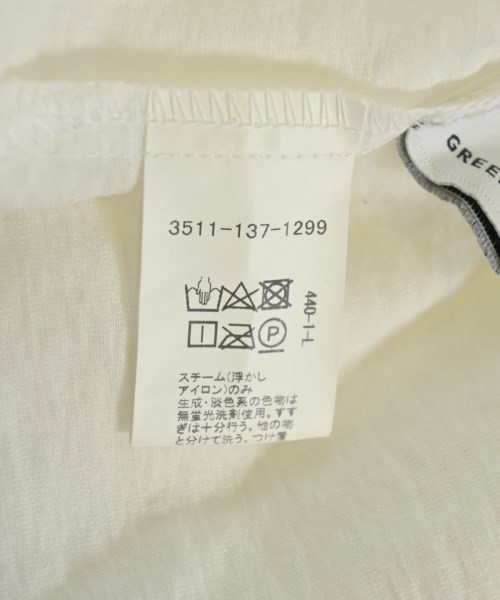 3511-137-1299
440-I-L
P
スチーム(浮かし
アイロン)のみ
生成・淡色系の色物は
無蛍光洗剤使用。すす
ぎは十分行う。他の物
と分けて洗う。つけ置
GREE